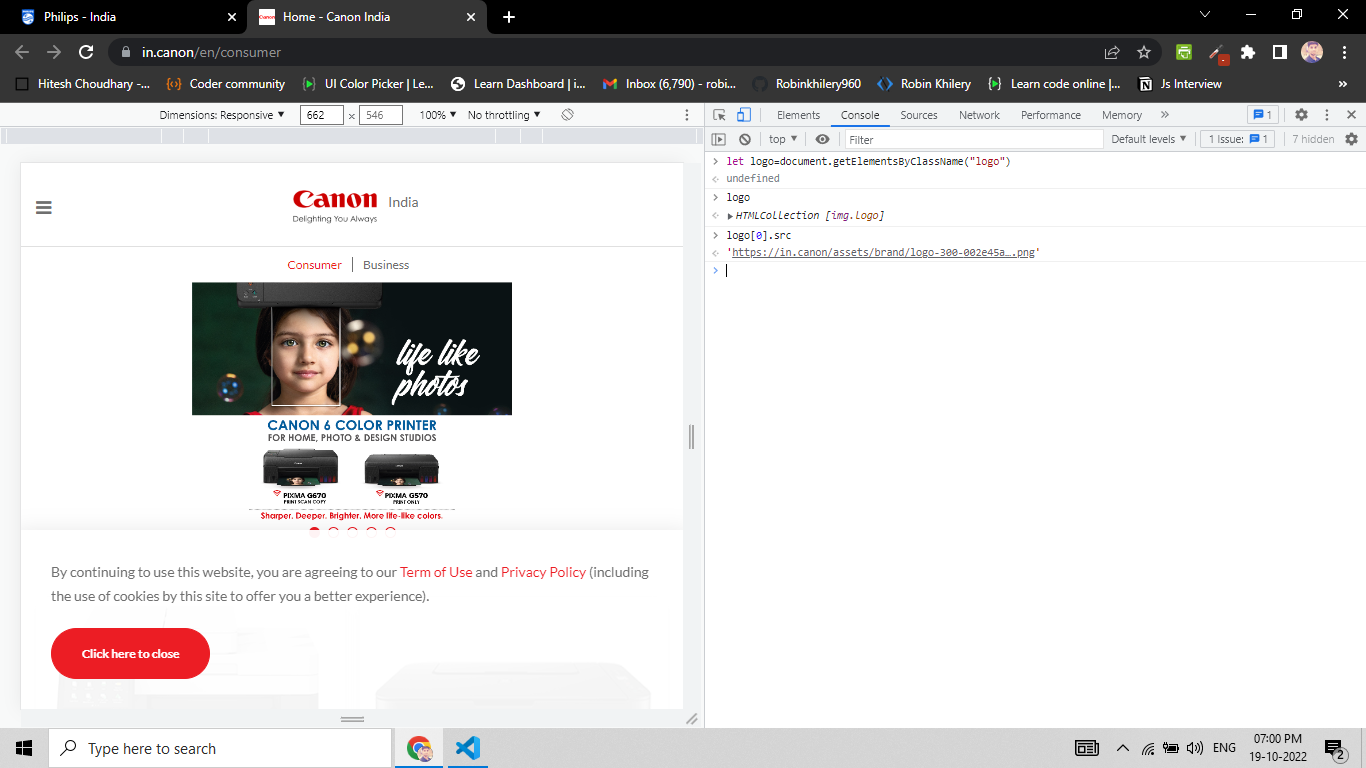 Philips - India
Home - Canon India
in.canon/en/consumer
Hitesh Choudhary -...
Coder community
UI Color Picker | Le...
Learn Dashboard | i...
Inbox (6,790) - robi...
Robinkhilery960
Robin Khilery
Learn code online |...
Js Interview
Dimensions: Responsive
662
×
546
100%
No throttling
Elements
Console
Sources
Network
Performance
Memory
1
top
Filter
Default levels
1 Issue:
1
7 hidden
let logo=document.getElementsByClassName("logo")
undefined
logo
HTMLCollection [img.logo]
logo[0].src
'https://in.canon/assets/brand/logo-300-002e45a….png'
Canon India
Delighting You Always
Consumer | Business
life like
photos
CANON 6 COLOR PRINTER
FOR HOME, PHOTO & DESIGN STUDIOS
PIXMA G670
PRINT SCAN COPY
PIXMA G570
PRINT ONLY
Sharper. Deeper. Brighter. More life-like colors.
By continuing to use this website, you are agreeing to our Term of Use and Privacy Policy (including
the use of cookies by this site to offer you a better experience).
Click here to close
Type here to search
ENG
07:00 PM
19-10-2022
2